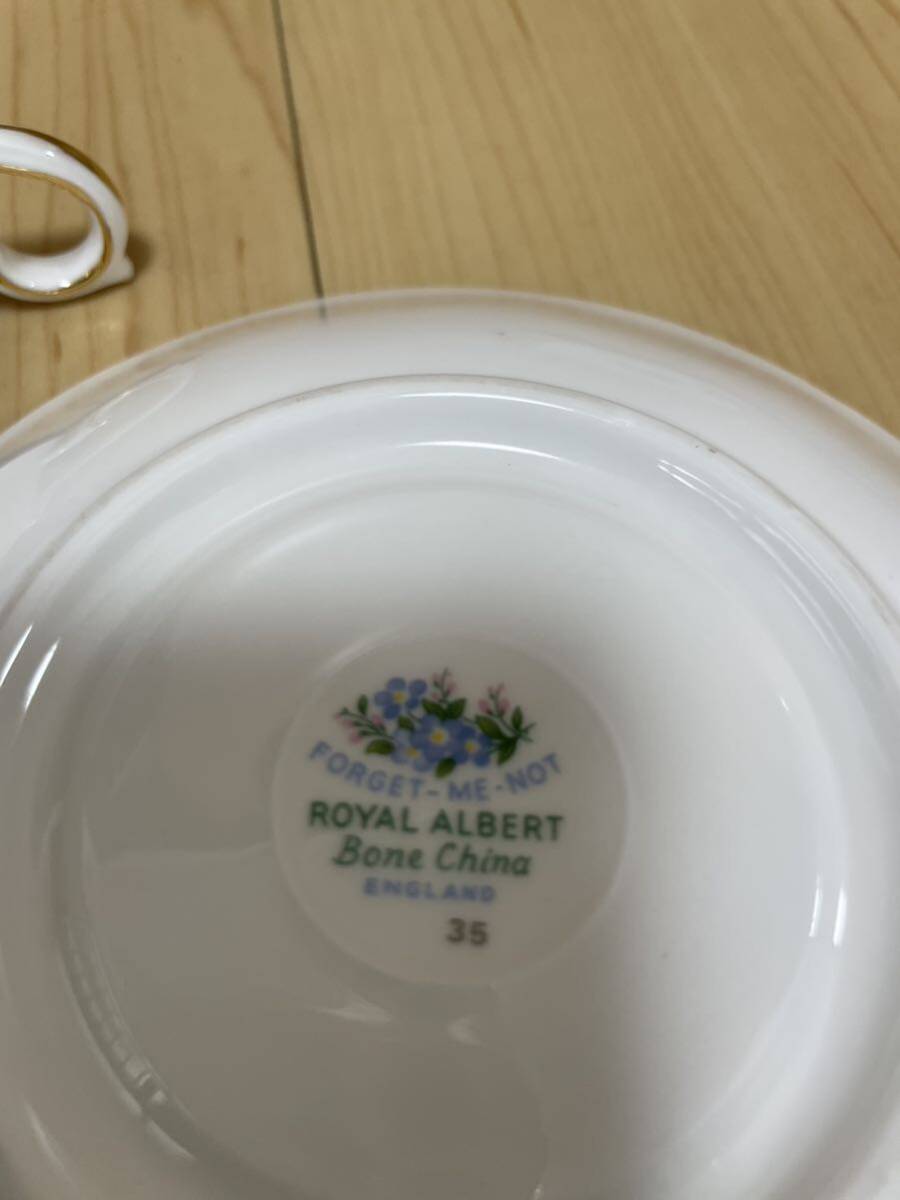 FORGET-ME-NOT
ROYAL ALBERT
Bone China
ENGLAND
35